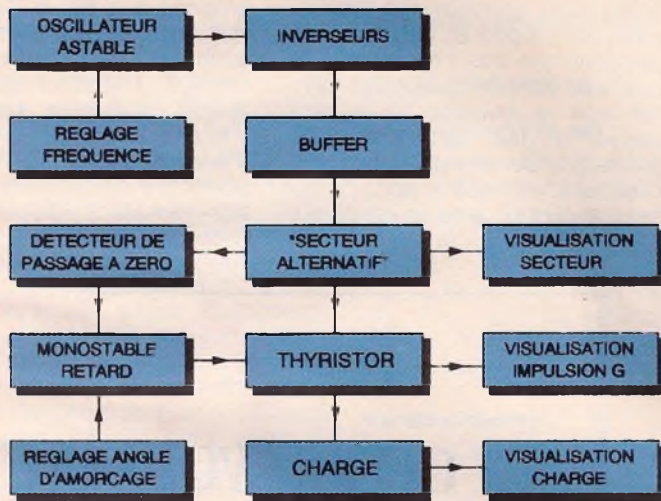 OSCILLATEUR
ASTABLE
INVERSEURS
REGLAGE
FREQUENCE
BUFFER
DETECTEUR DE
PASSAGE A ZERO
"SECTEUR
ALTERNATIF"
VISUALISATION
SECTEUR
MONOSTABLE
RETARD
THYRISTOR
VISUALISATION
IMPULSION G
REGLAGE ANGLE
D'AMORCAGE
CHARGE
VISUALISATION
CHARGE